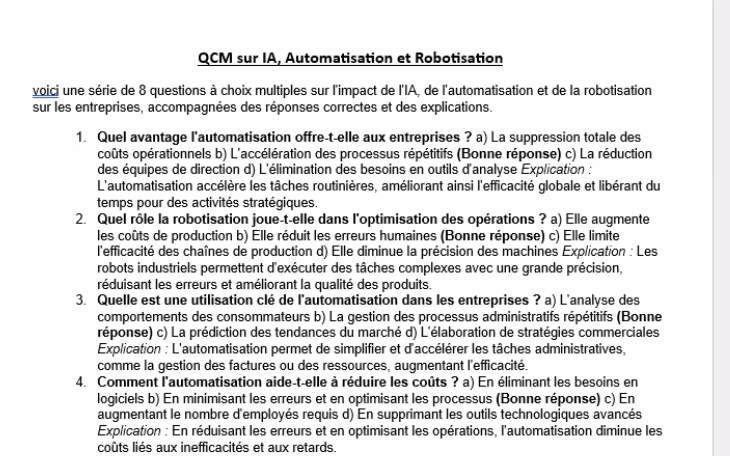 QCM sur IA, Automatisation et Robotisation
voici une série de 8 questions à choix multiples sur l'impact de l'IA, de l'automatisation et de la robotisation
sur les entreprises, accompagnées des réponses correctes et des explications.
1. Quel avantage l'automatisation offre-t-elle aux entreprises ? a) La suppression totale des
coûts opérationnels b) L'accélération des processus répétitifs (Bonne réponse) c) La réduction
des équipes de direction d) L'élimination des besoins en outils d'analyse Explication :
L'automatisation accélère les tâches routinières, améliorant ainsi l'efficacité globale et libérant du
temps pour des activités stratégiques.
2. Quel rôle la robotisation joue-t-elle dans l'optimisation des opérations ? a) Elle augmente
les coûts de production b) Elle réduit les erreurs humaines (Bonne réponse) c) Elle limite
l'efficacité des chaînes de production d) Elle diminue la précision des machines Explication : Les
robots industriels permettent d'exécuter des tâches complexes avec une grande précision,
réduisant les erreurs et améliorant la qualité des produits.
3. Quelle est une utilisation clé de l'automatisation dans les entreprises ? a) L'analyse des
comportements des consommateurs b) La gestion des processus administratifs répétitifs (Bonne
réponse) c) La prédiction des tendances du marché d) L'élaboration de stratégies commerciales
Explication : L'automatisation permet de simplifier et d'accélérer les tâches administratives,
comme la gestion des factures ou des ressources, augmentant l'efficacité.
4. Comment l'automatisation aide-t-elle à réduire les coûts ? a) En éliminant les besoins en
logiciels b) En minimisant les erreurs et en optimisant les processus (Bonne réponse) c) En
augmentant le nombre d'employés requis d) En supprimant les outils technologiques avancés
Explication : En réduisant les erreurs et en optimisant les opérations, l'automatisation diminue les
coûts liés aux inefficacités et aux retards.